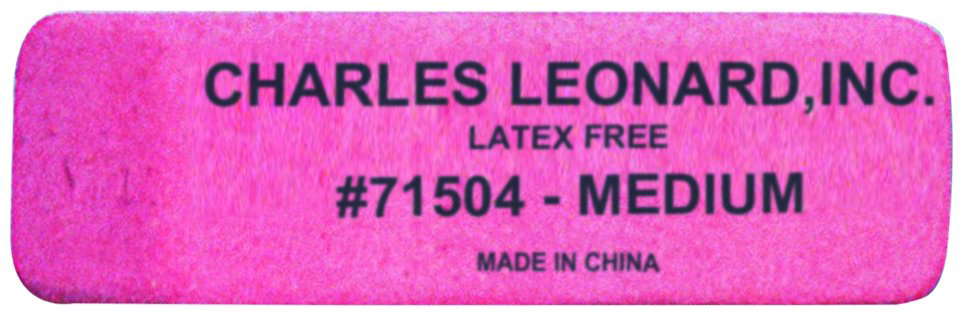 CHARLES LEONARD,INC.
LATEX FREE
#71504 - MEDIUM
MADE IN CHINA